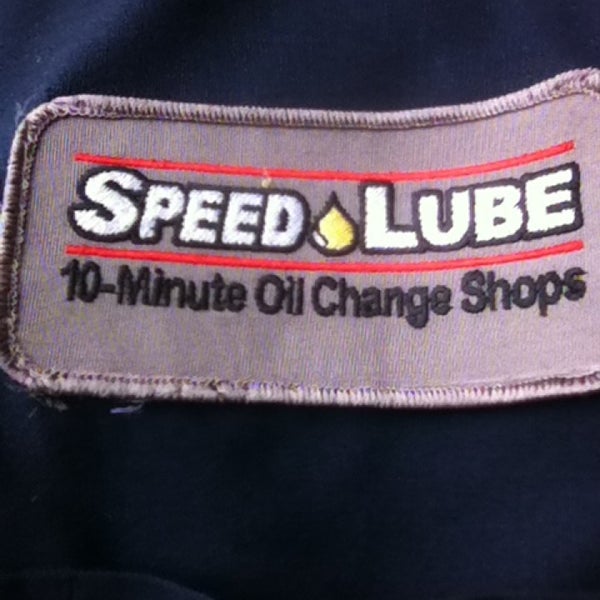 SPEED LUBE
10-Minute Oil Change Shops